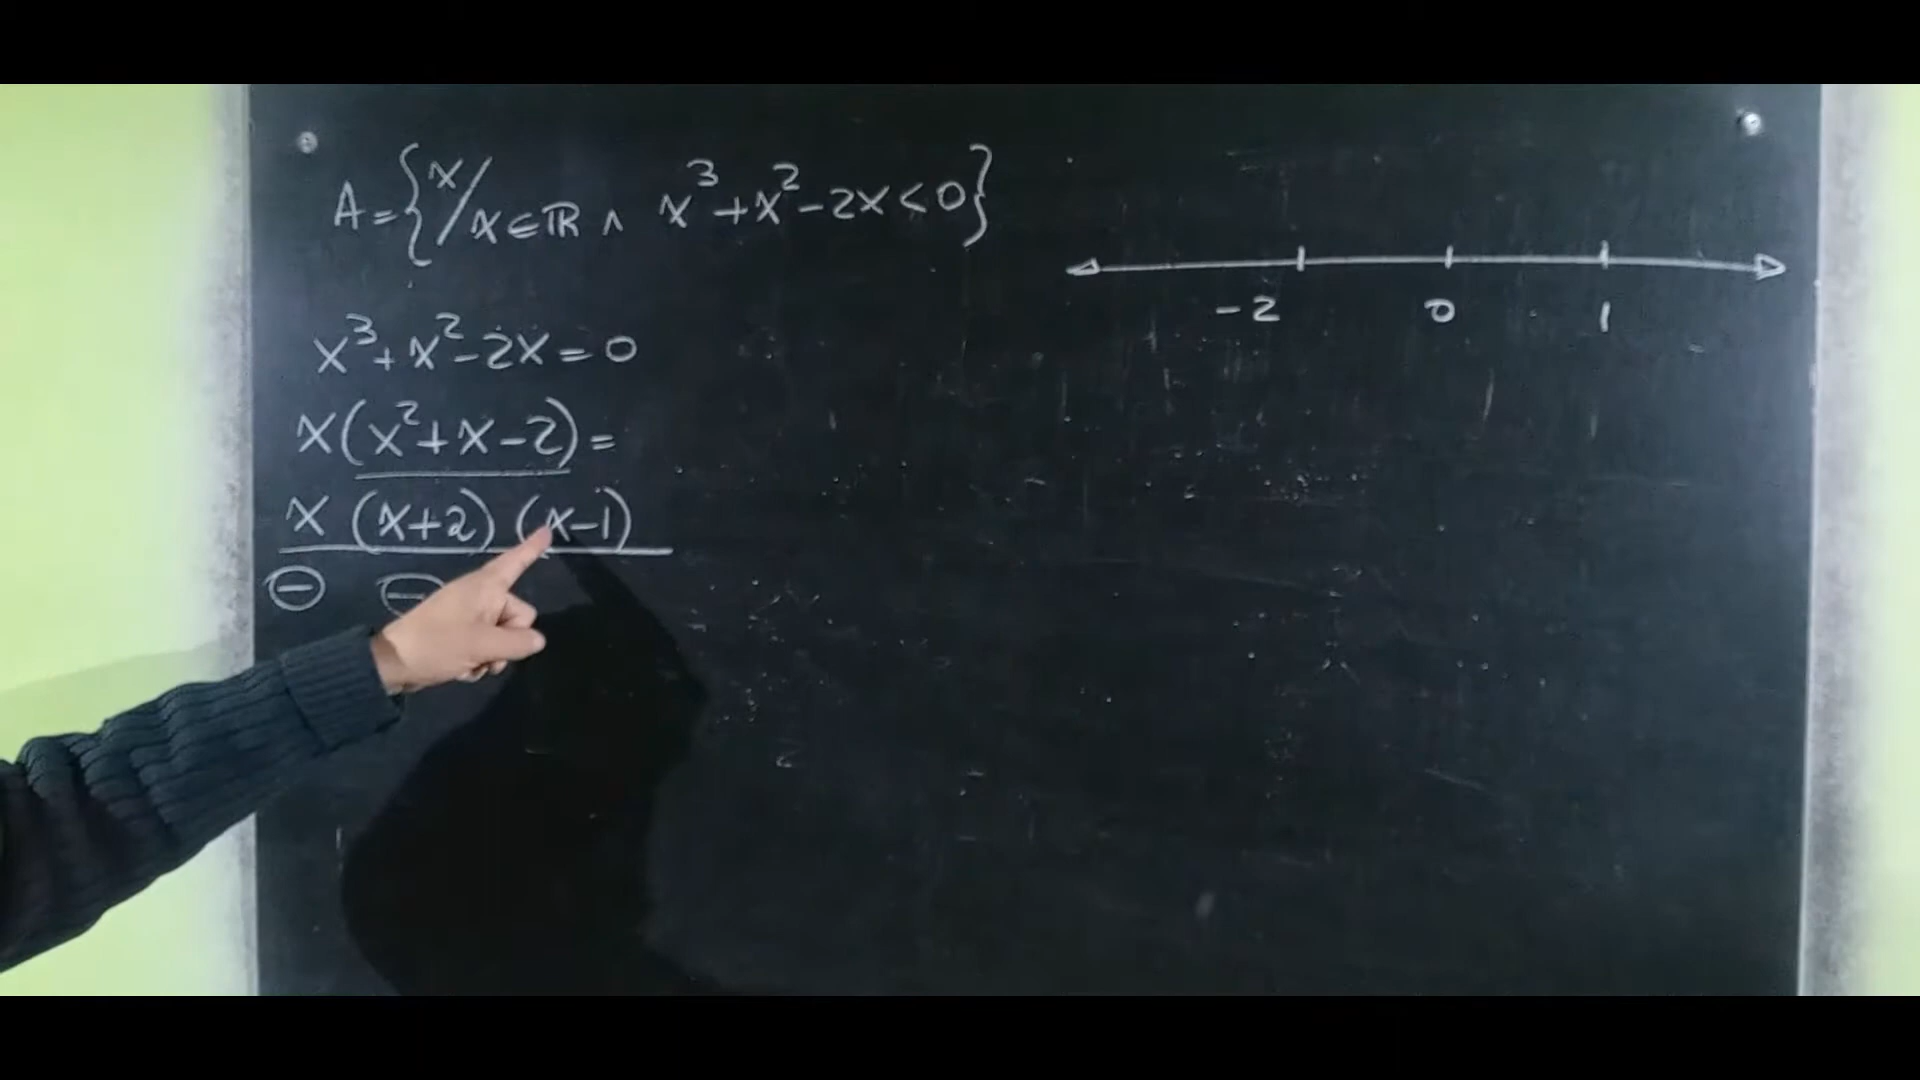 A={x/x∈ℝ ∧ x³+x²-2x<0}
x³+x²-2x=0
x(x²+x-2)=
x (x+2) (x-1)
⊖ ⊖
-2 0 1